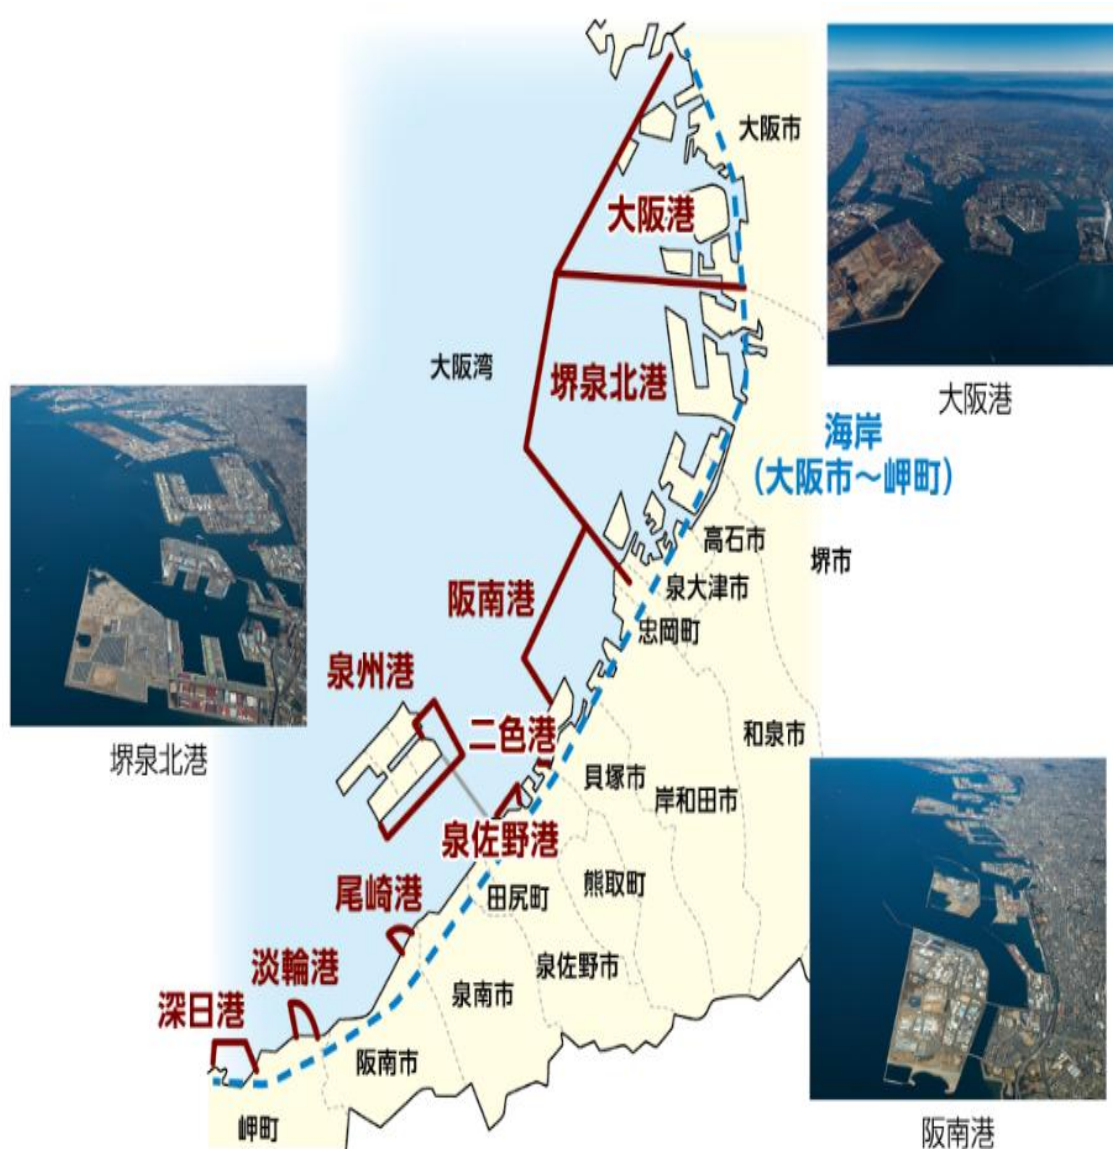 大阪市
大阪港
大阪湾
堺泉北港
大阪港
海岸
(大阪市～岬町)
高石市
堺市
泉大津市
阪南港
忠岡町
泉州港
二色港
和泉市
堺泉北港
貝塚市
岸和田市
泉佐野港
熊取町
尾崎港
田尻町
泉佐野市
淡輪港
泉南市
深日港
阪南市
岬町
阪南港